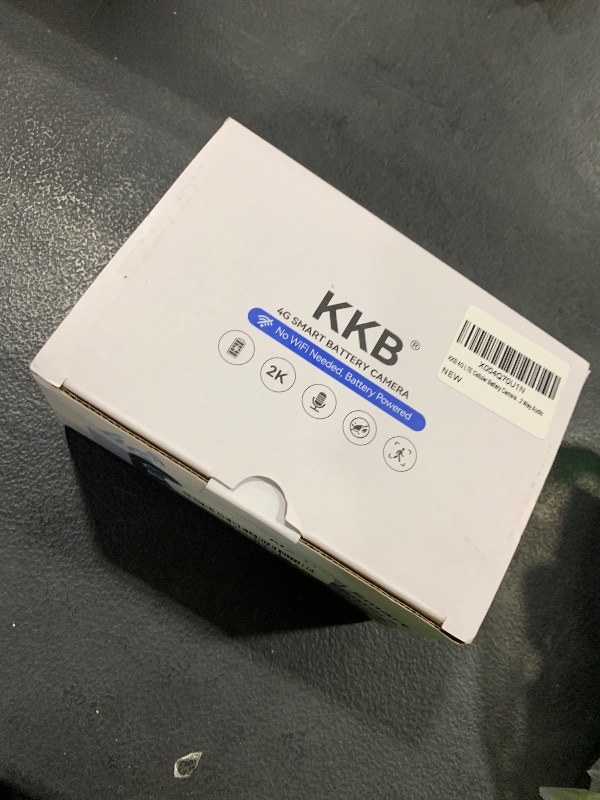 KKB®
4G SMART BATTERY CAMERA
No WiFi Needed, Battery Powered
2K
X004Q70U1N
KKB 4G LTE Cellular Battery Camera, 2 Way Audio
NEW